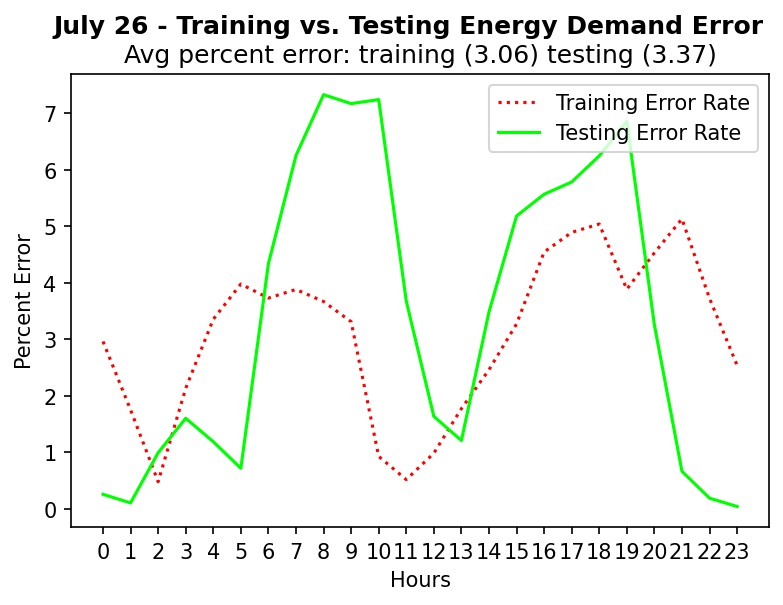 July 26 - Training vs. Testing Energy Demand Error
Avg percent error: training (3.06) testing (3.37)
Training Error Rate
Testing Error Rate
7
6
5
4
3
2
1
0
Percent Error
0 1 2 3 4 5 6 7 8 9 10 11 12 13 14 15 16 17 18 19 20 21 22 23
Hours